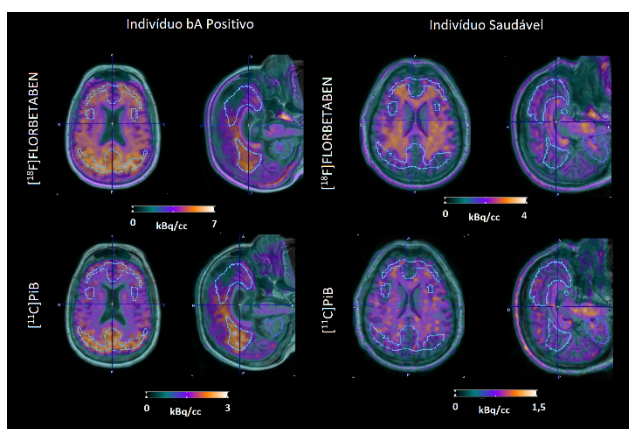 Indivíduo bA Positivo
Indivíduo Saudável
[¹⁸F]FLORBETABEN
[¹⁸F]FLORBETABEN
0 kBq/cc 7
0 kBq/cc 4
[¹¹C]PiB
[¹¹C]PiB
0 kBq/cc 3
0 kBq/cc 1,5